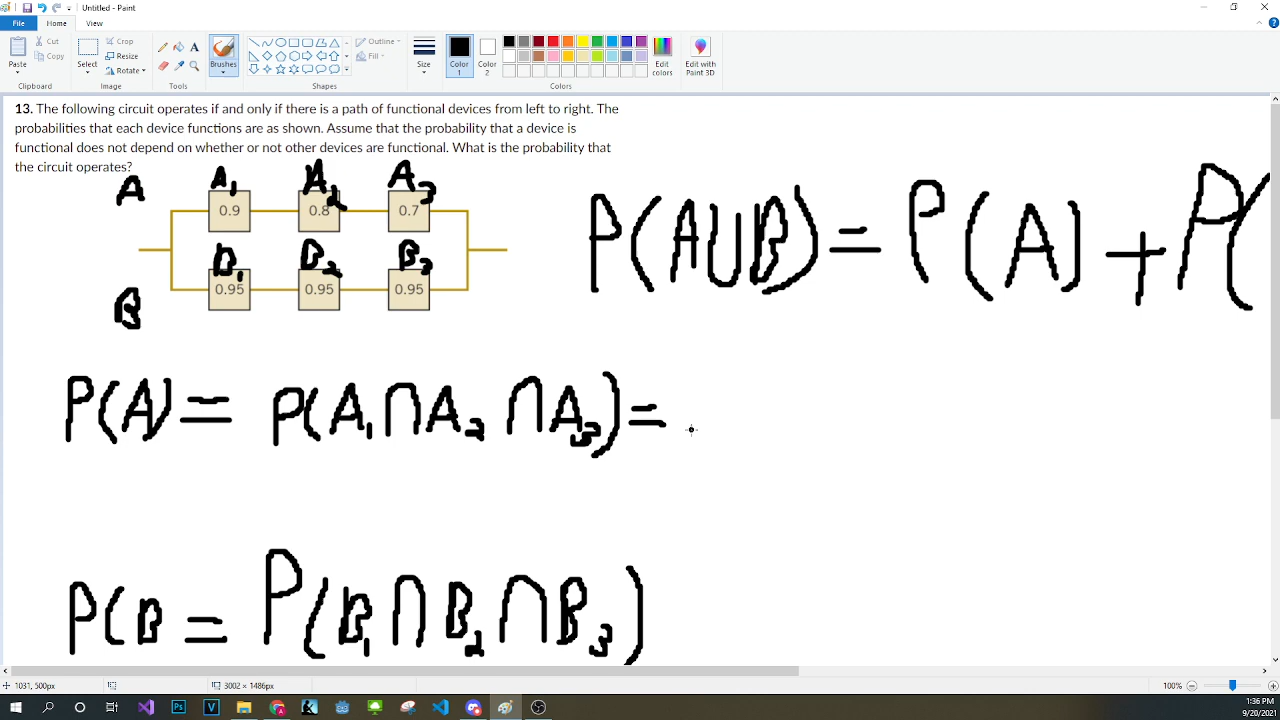 Untitled - Paint
File Home View
Paste Cut Copy Clipboard
Select Crop Resize Rotate Image
Tools
Brushes
Outline Fill Shapes
Size
Color 1 Color 2 Edit colors Edit with Paint 3D Colors
13. The following circuit operates if and only if there is a path of functional devices from left to right. The
probabilities that each device functions are as shown. Assume that the probability that a device is
functional does not depend on whether or not other devices are functional. What is the probability that
the circuit operates?
A A1 A2 A3
0.9 0.8 0.7
B1 B2 B3
0.95 0.95 0.95
B
P(A∪B) = P(A) + P(
P(A) = P(A1∩A2∩A3) =
P(B = P(B1∩B2∩B3)
1031, 500px 3002 × 1486px 100%
1:36 PM
9/20/2021